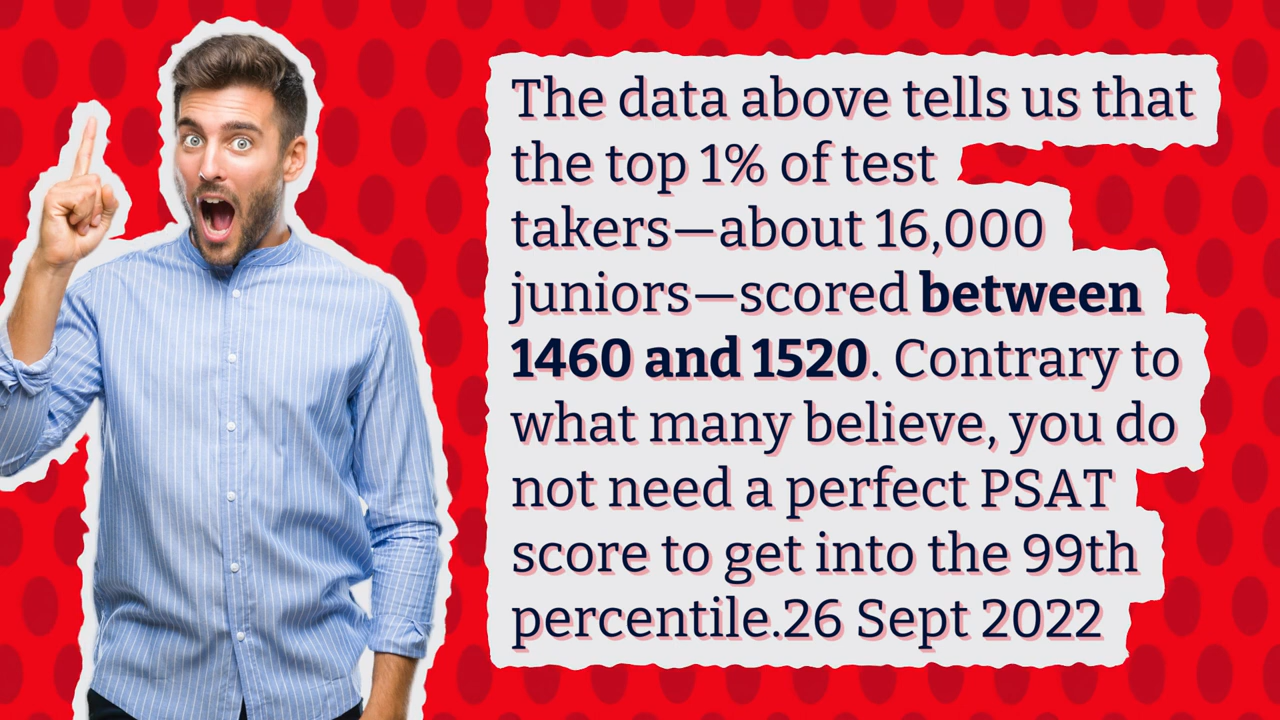 The data above tells us that
the top 1% of test
takers—about 16,000
juniors—scored between
1460 and 1520. Contrary to
what many believe, you do
not need a perfect PSAT
score to get into the 99th
percentile.26 Sept 2022